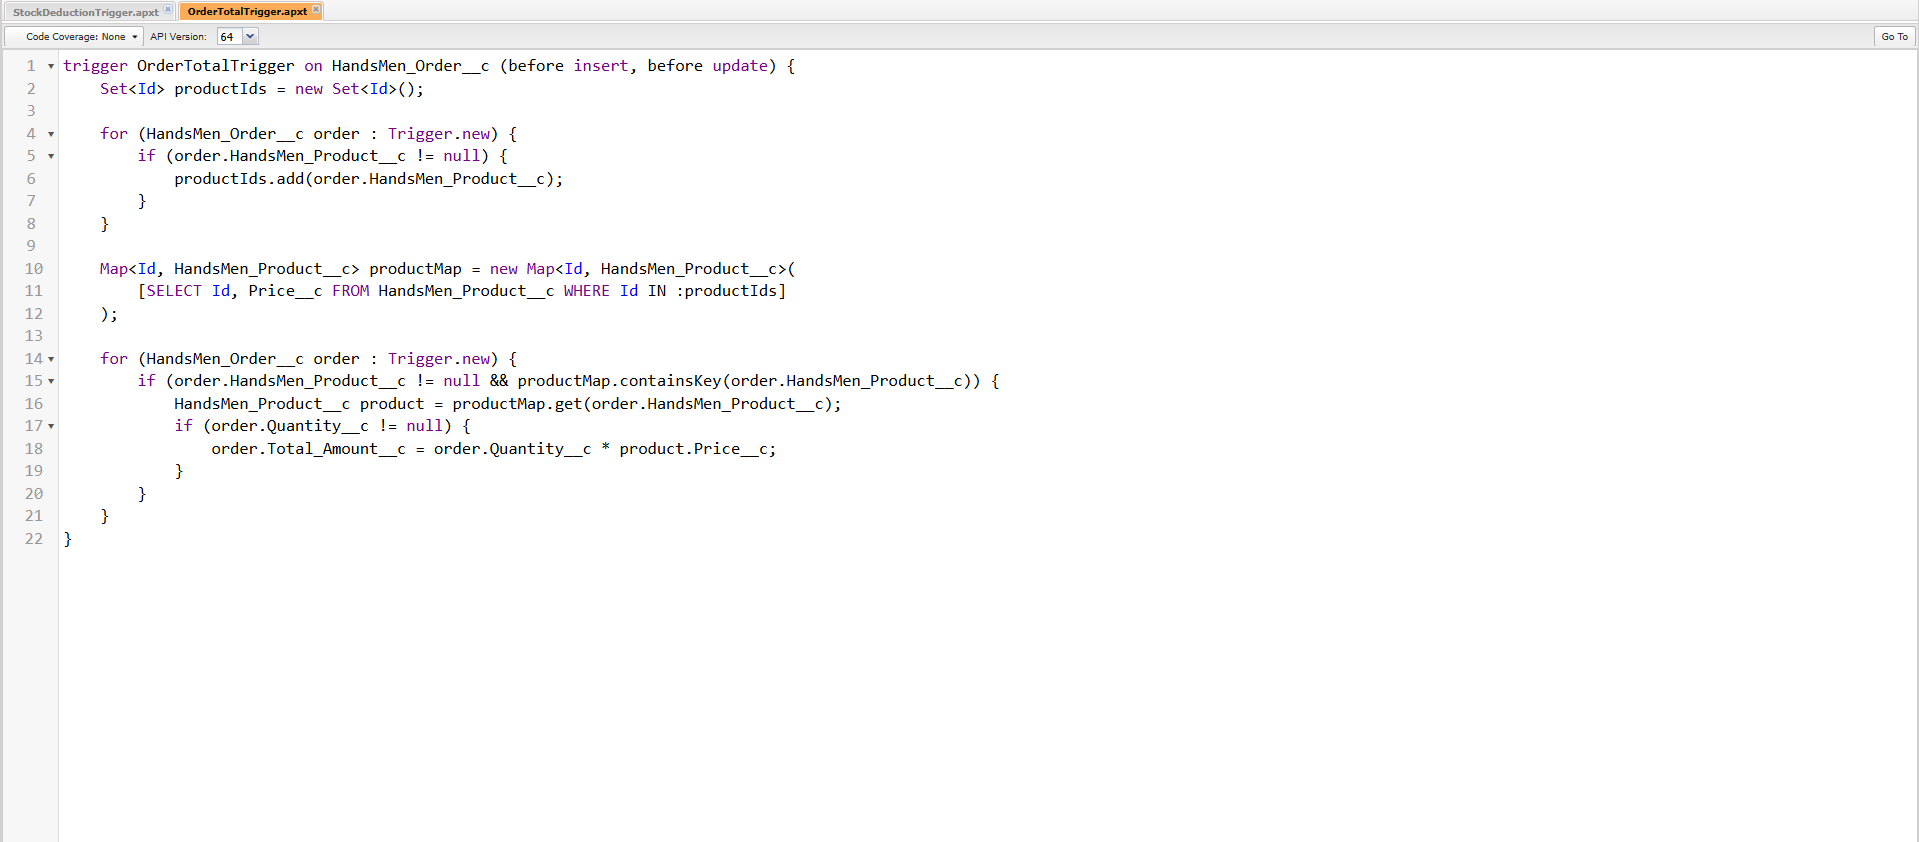 StockDeductionTrigger.apxt OrderTotalTrigger.apxt
Code Coverage: None API Version: 64 Go To
1 trigger OrderTotalTrigger on HandsMen_Order__c (before insert, before update) {
2     Set<Id> productIds = new Set<Id>();
3
4     for (HandsMen_Order__c order : Trigger.new) {
5         if (order.HandsMen_Product__c != null) {
6             productIds.add(order.HandsMen_Product__c);
7         }
8     }
9
10     Map<Id, HandsMen_Product__c> productMap = new Map<Id, HandsMen_Product__c>(
11         [SELECT Id, Price__c FROM HandsMen_Product__c WHERE Id IN :productIds]
12     );
13
14     for (HandsMen_Order__c order : Trigger.new) {
15         if (order.HandsMen_Product__c != null && productMap.containsKey(order.HandsMen_Product__c)) {
16             HandsMen_Product__c product = productMap.get(order.HandsMen_Product__c);
17             if (order.Quantity__c != null) {
18                 order.Total_Amount__c = order.Quantity__c * product.Price__c;
19             }
20         }
21     }
22 }